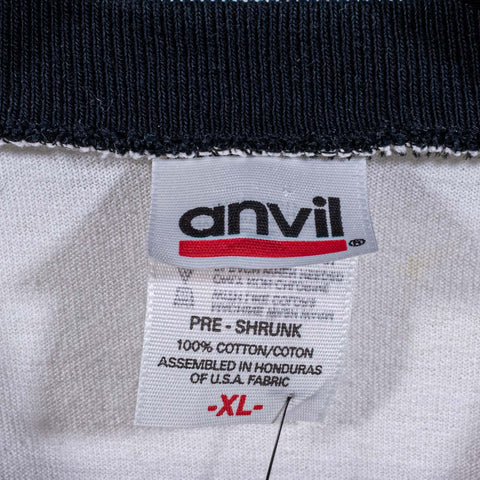 anvil®
PRE - SHRUNK
100% COTTON/COTON
ASSEMBLED IN HONDURAS
OF U.S.A. FABRIC
-XL-